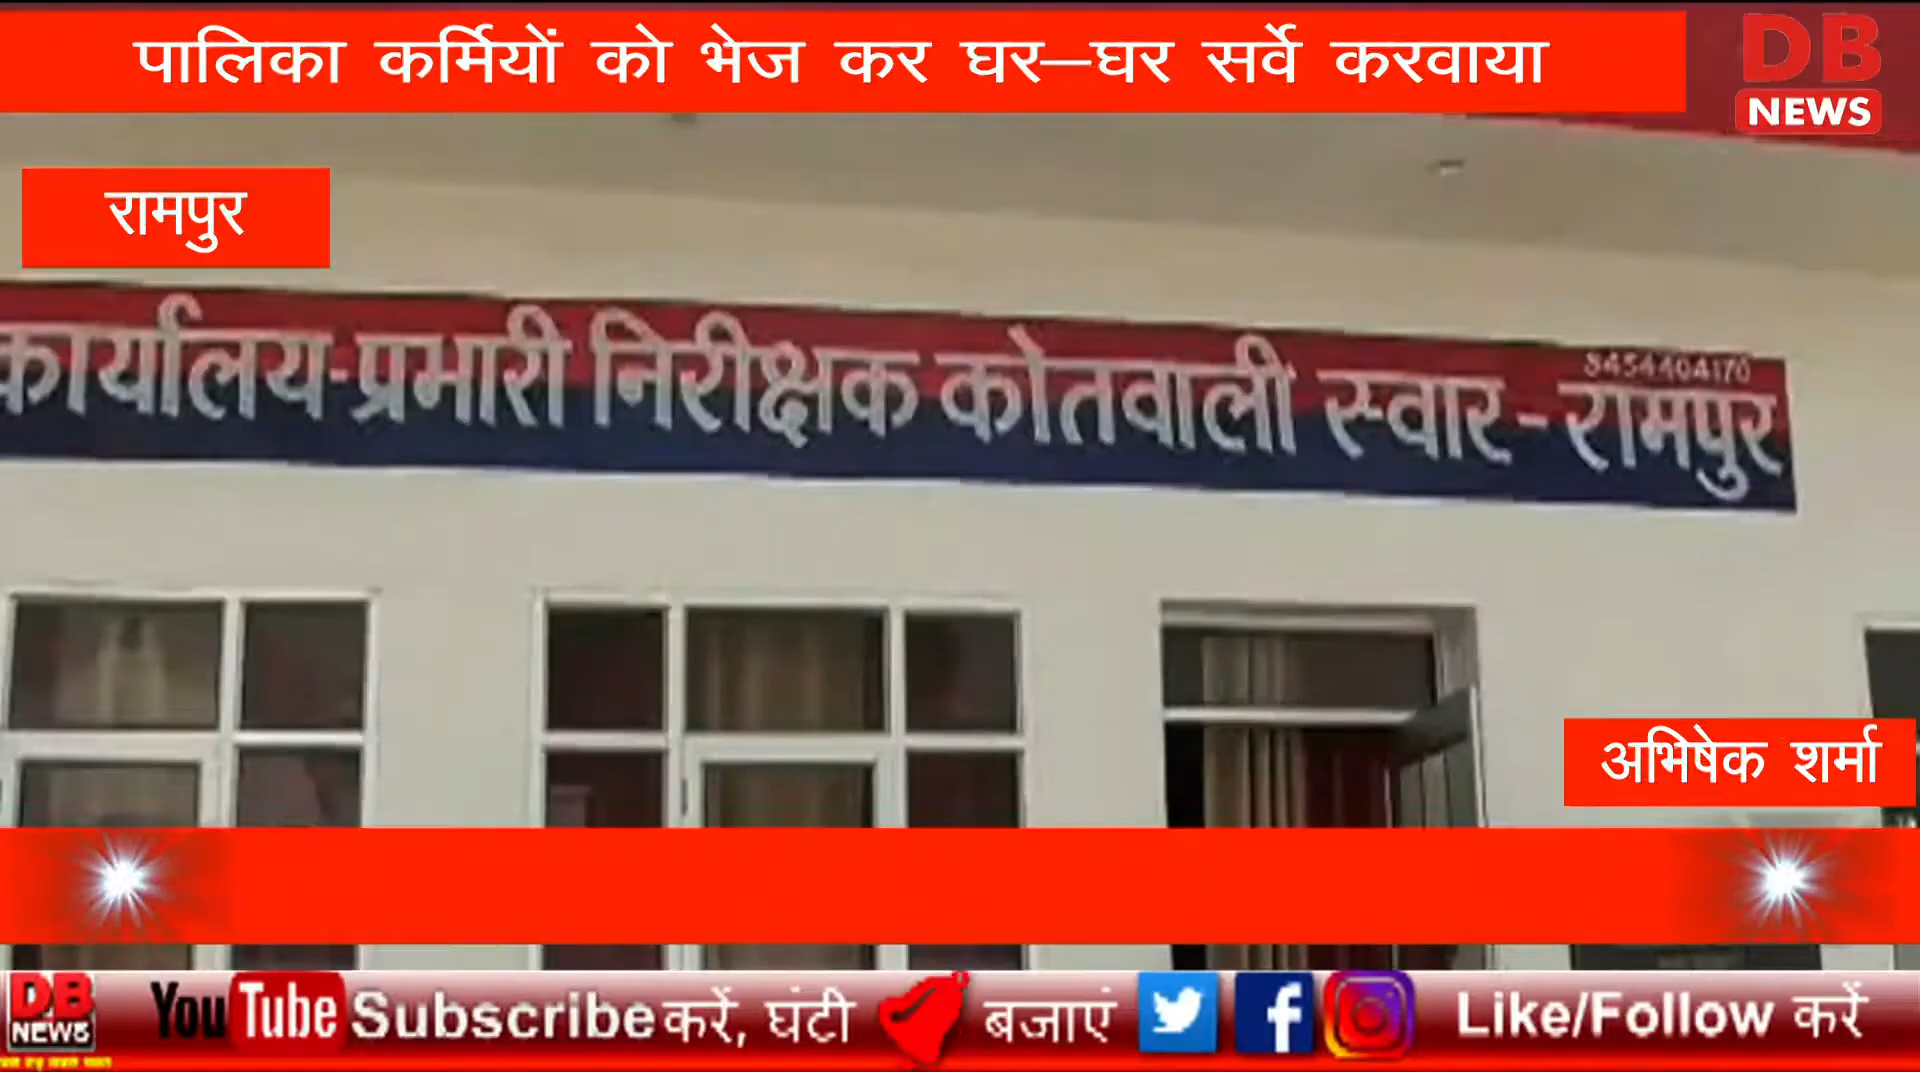 पालिका कर्मियों को भेज कर घर–घर सर्वे करवाया
DB
NEWS
रामपुर
8454404170
कार्यालय-प्रभारी निरीक्षक कोतवाली स्वार-रामपुर
अभिषेक शर्मा
DB
NEWS
YouTube Subscribe करें, घंटी बजाएं Like/Follow करें